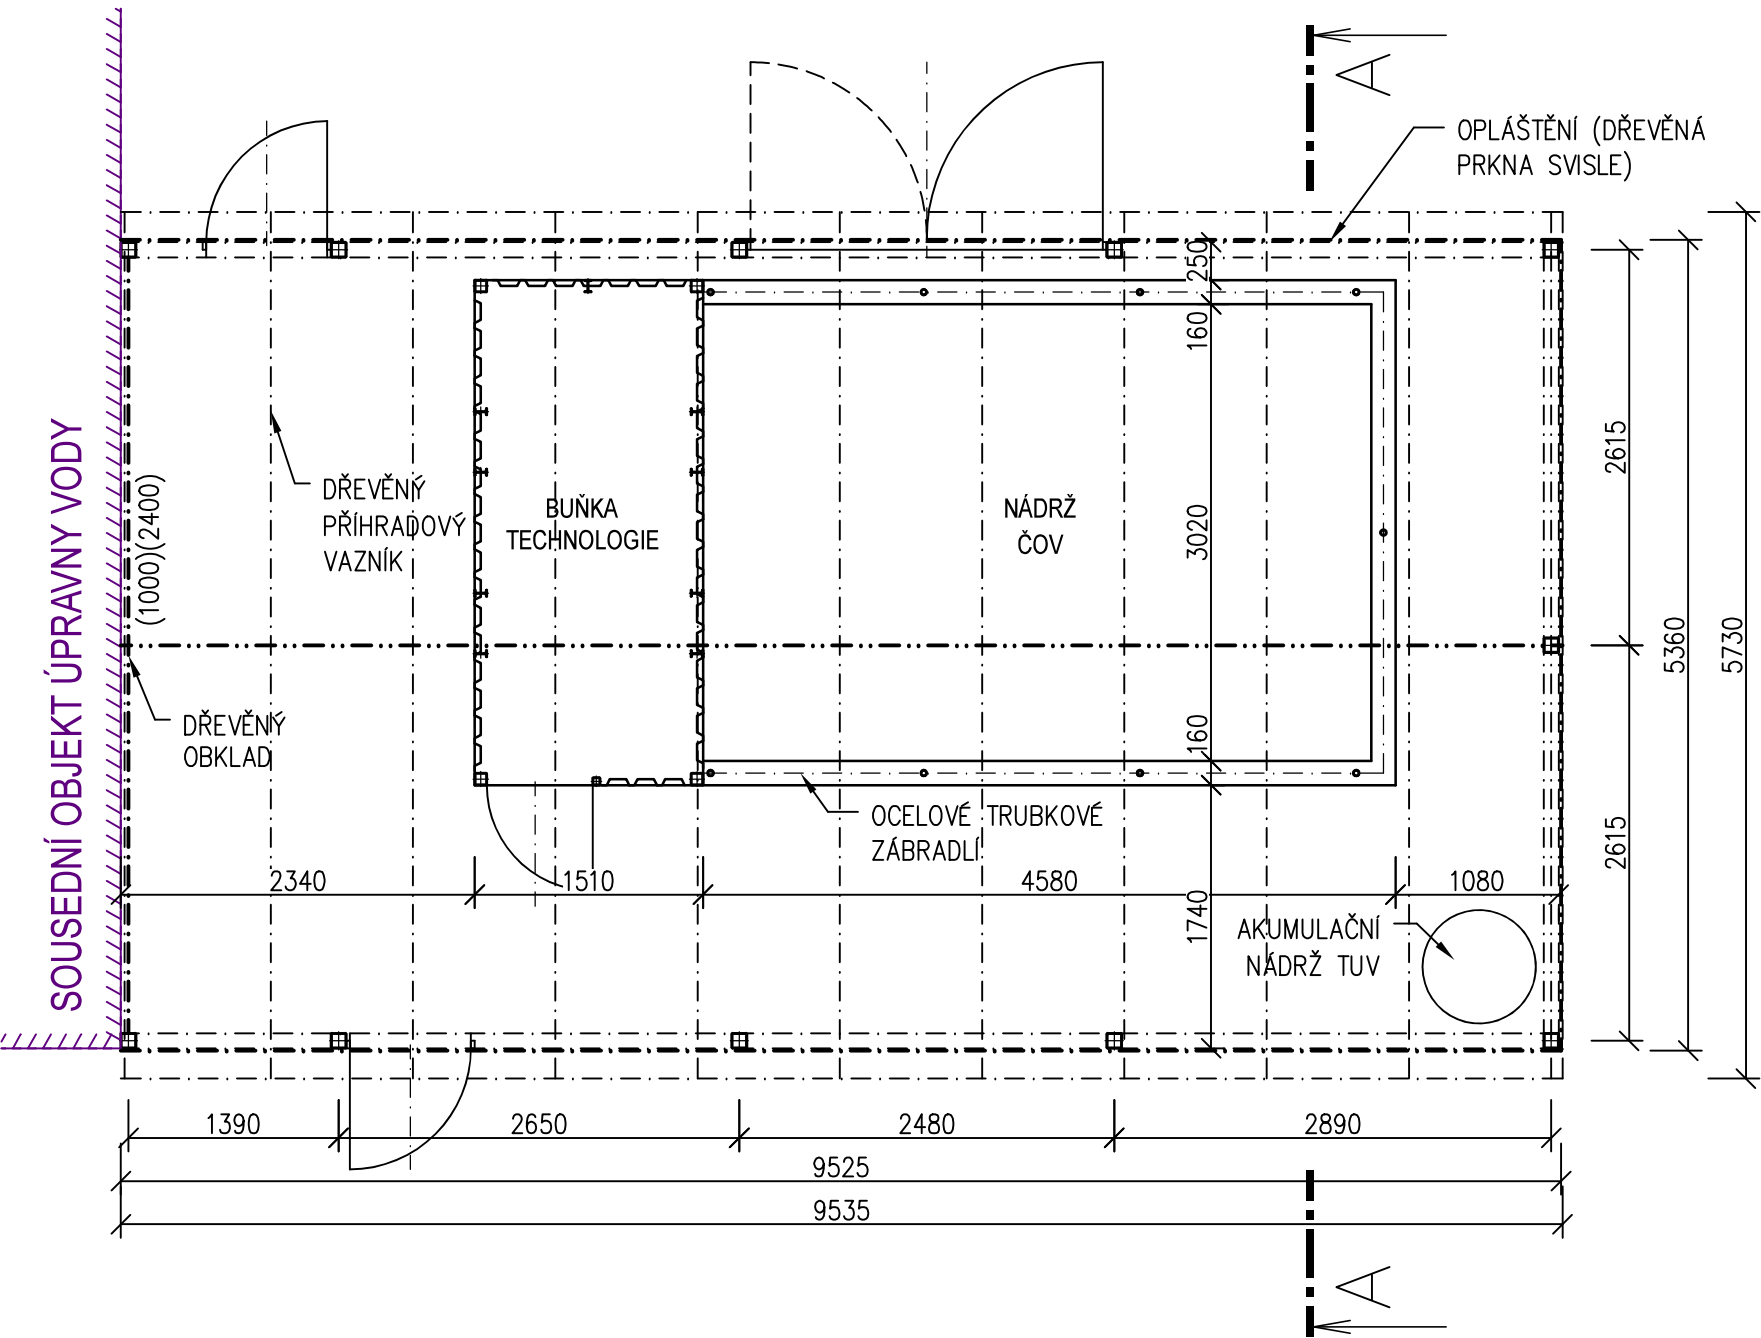 A
OPLÁŠTĚNÍ (DŘEVĚNÁ
PRKNA SVISLE)
250
160
2615
SOUSEDNÍ OBJEKT ÚPRAVNY VODY
(1000)(2400)
DŘEVĚNÝ
PŘÍHRADOVÝ
VAZNÍK
BUŇKA
TECHNOLOGIE
NÁDRŽ
ČOV
3020
5360
5730
DŘEVĚNÝ
OBKLAD
160
OCELOVÉ TRUBKOVÉ
ZÁBRADLÍ
2615
2340
1510
4580
1080
1740
AKUMULAČNÍ
NÁDRŽ TUV
1390
2650
2480
2890
9525
9535
A